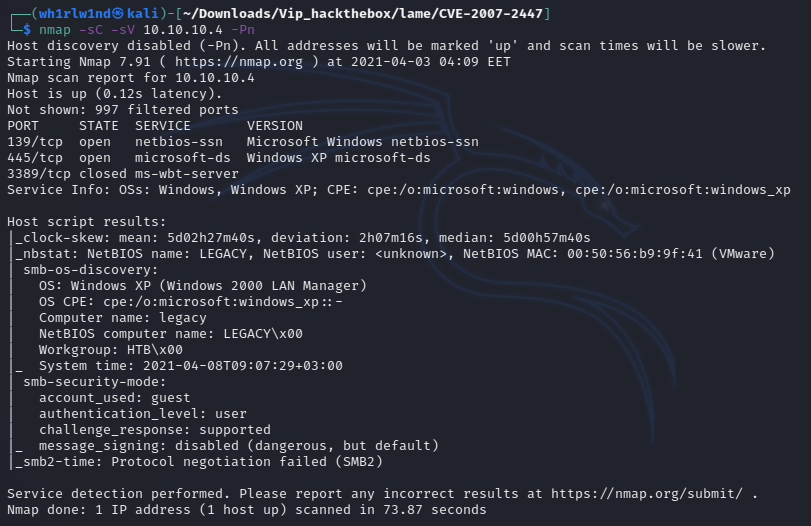 ┌──(wh1rlw1nd㉿kali)-[~/Downloads/Vip_hackthebox/lame/CVE-2007-2447]
└─$ nmap -sC -sV 10.10.10.4 -Pn
Host discovery disabled (-Pn). All addresses will be marked 'up' and scan times will be slower.
Starting Nmap 7.91 ( https://nmap.org ) at 2021-04-03 04:09 EET
Nmap scan report for 10.10.10.4
Host is up (0.12s latency).
Not shown: 997 filtered ports
PORT     STATE  SERVICE       VERSION
139/tcp  open   netbios-ssn   Microsoft Windows netbios-ssn
445/tcp  open   microsoft-ds  Windows XP microsoft-ds
3389/tcp closed ms-wbt-server
Service Info: OSs: Windows, Windows XP; CPE: cpe:/o:microsoft:windows, cpe:/o:microsoft:windows_xp

Host script results:
|_clock-skew: mean: 5d02h27m40s, deviation: 2h07m16s, median: 5d00h57m40s
|_nbstat: NetBIOS name: LEGACY, NetBIOS user: <unknown>, NetBIOS MAC: 00:50:56:b9:9f:41 (VMware)
| smb-os-discovery:
|   OS: Windows XP (Windows 2000 LAN Manager)
|   OS CPE: cpe:/o:microsoft:windows_xp::-
|   Computer name: legacy
|   NetBIOS computer name: LEGACY\x00
|   Workgroup: HTB\x00
|_  System time: 2021-04-08T09:07:29+03:00
| smb-security-mode:
|   account_used: guest
|   authentication_level: user
|   challenge_response: supported
|_  message_signing: disabled (dangerous, but default)
|_smb2-time: Protocol negotiation failed (SMB2)

Service detection performed. Please report any incorrect results at https://nmap.org/submit/ .
Nmap done: 1 IP address (1 host up) scanned in 73.87 seconds